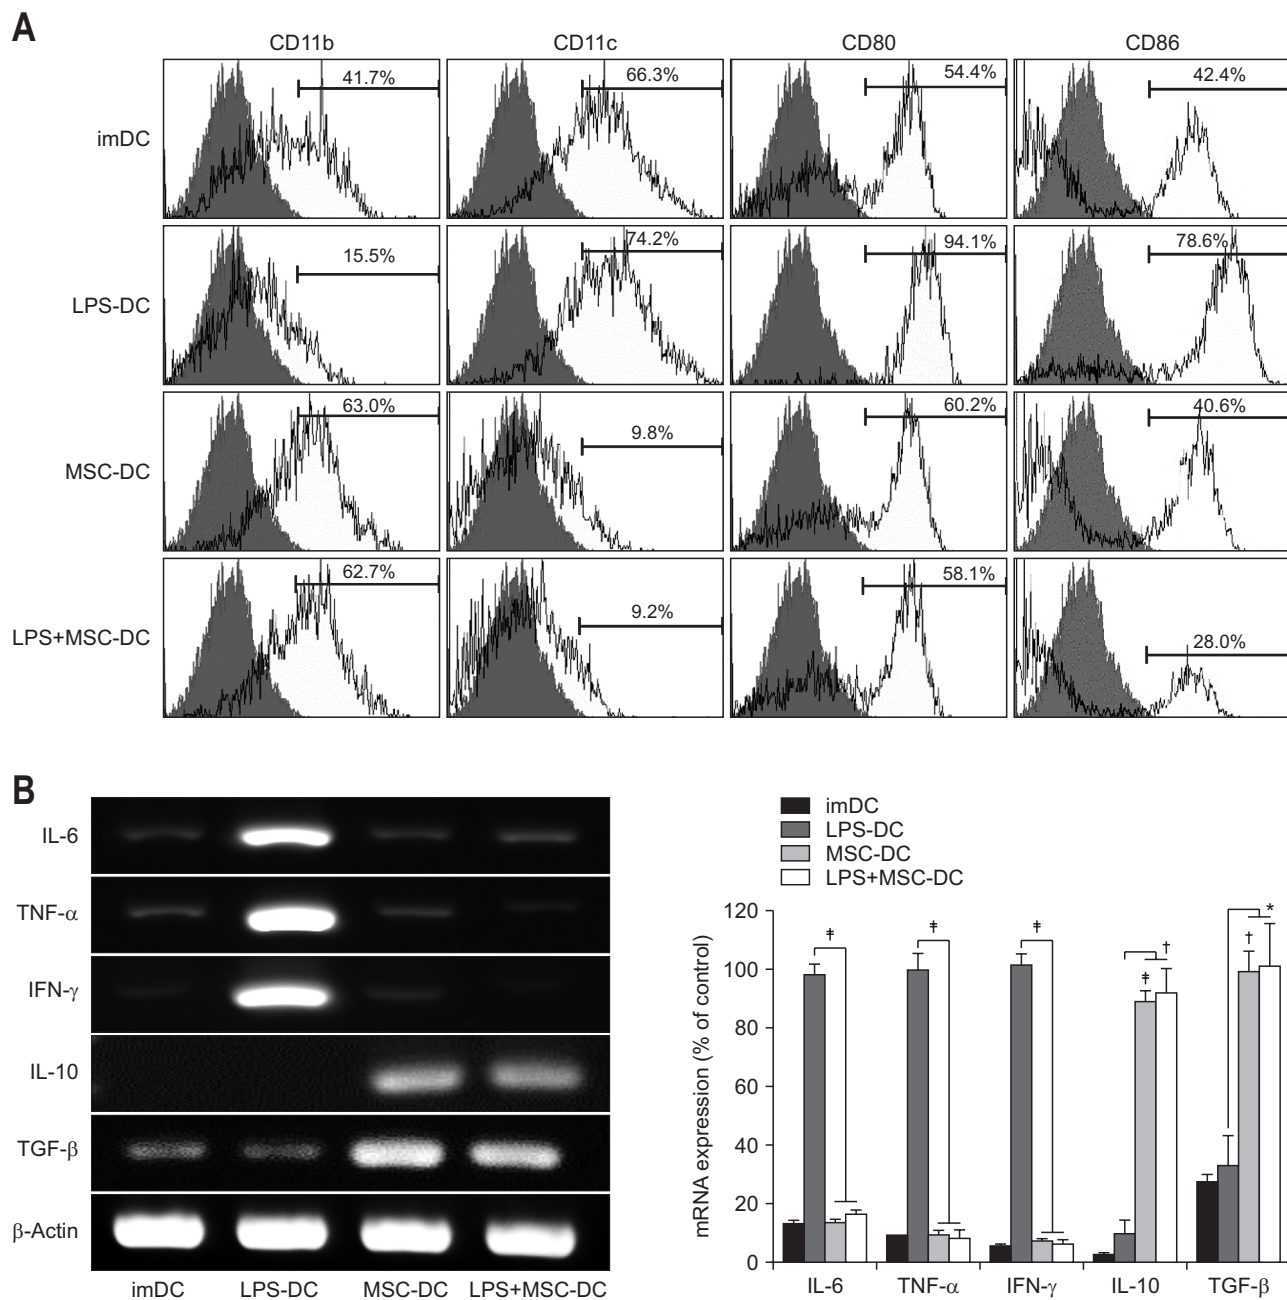 A
CD11b CD11c CD80 CD86
imDC 41.7% 66.3% 54.4% 42.4%
LPS-DC 15.5% 74.2% 94.1% 78.6%
MSC-DC 63.0% 9.8% 60.2% 40.6%
LPS+MSC-DC 62.7% 9.2% 58.1% 28.0%
B
IL-6
TNF-α
IFN-γ
IL-10
TGF-β
β-Actin
imDC LPS-DC MSC-DC LPS+MSC-DC
imDC
LPS-DC
MSC-DC
LPS+MSC-DC
mRNA expression (% of control)
120
100
80
60
40
20
0
‡ ‡ ‡ ‡ † † *
IL-6 TNF-α IFN-γ IL-10 TGF-β